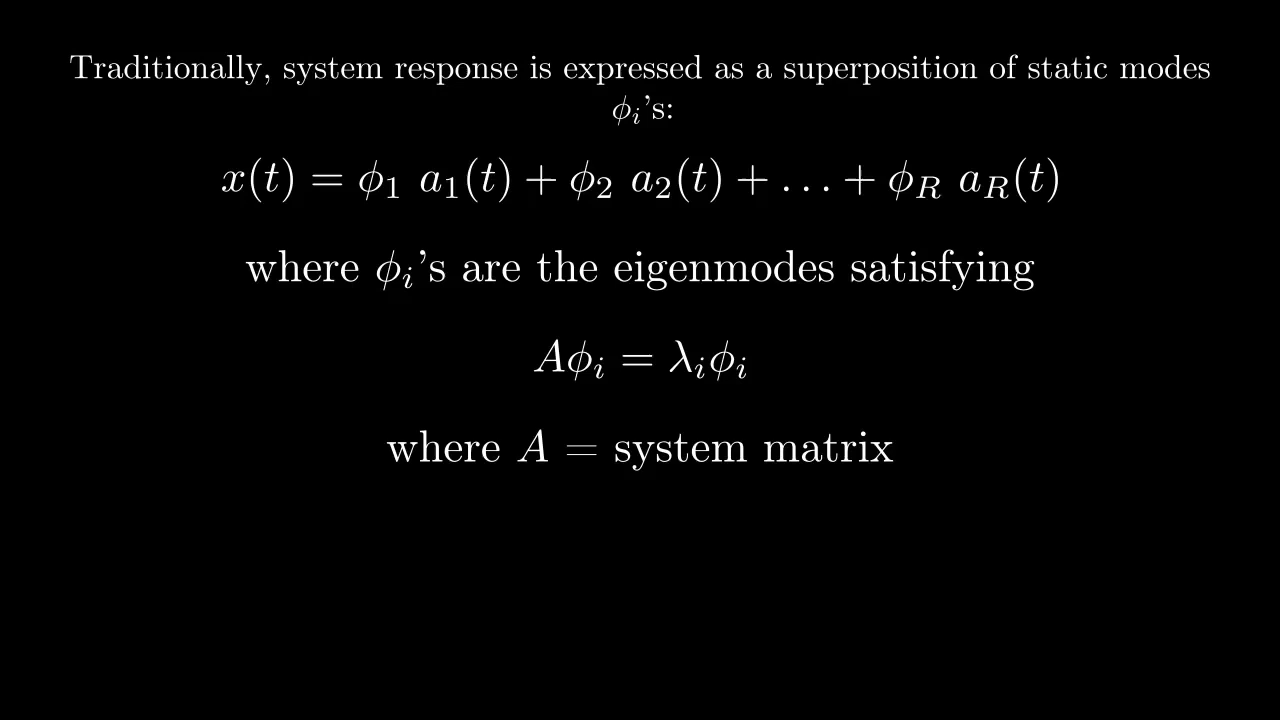 Traditionally, system response is expressed as a superposition of static modes
ϕᵢ's:
x(t) = ϕ₁ a₁(t) + ϕ₂ a₂(t) + … + ϕ_R a_R(t)
where ϕᵢ's are the eigenmodes satisfying
Aϕᵢ = λᵢϕᵢ
where A = system matrix